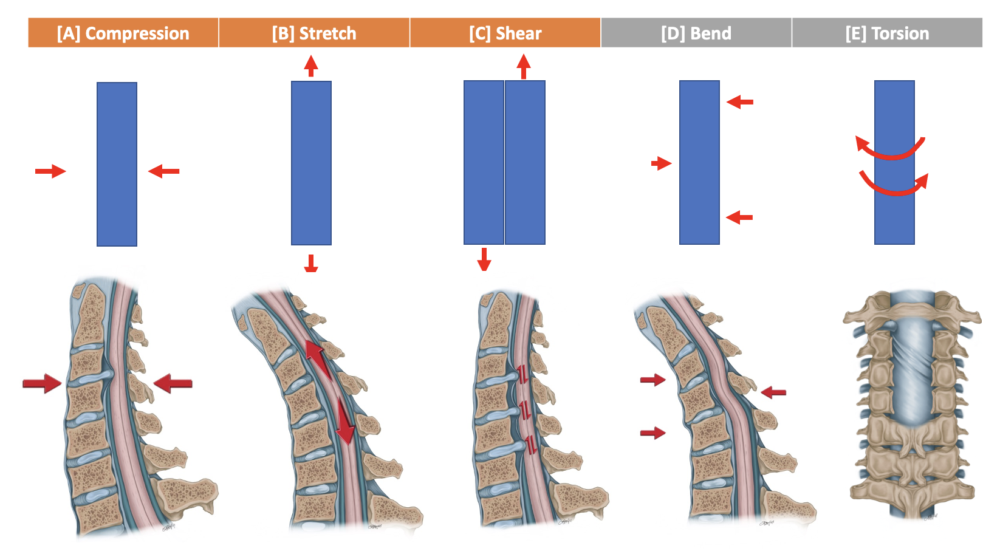 [A] Compression
[B] Stretch
[C] Shear
[D] Bend
[E] Torsion